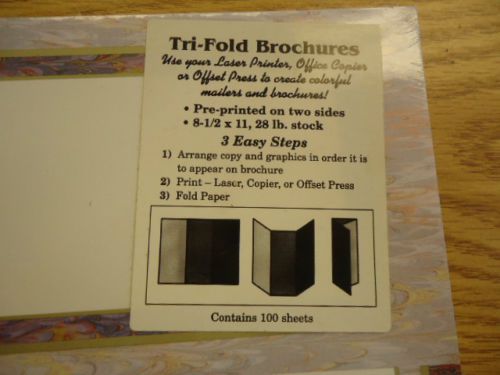 Tri-Fold Brochures
Use your Laser Printer, Office Copier
or Offset Press to create colorful
mailers and brochures!
• Pre-printed on two sides
• 8-1/2 x 11, 28 lb. stock
3 Easy Steps
1) Arrange copy and graphics in order it is
to appear on brochure
2) Print – Laser, Copier, or Offset Press
3) Fold Paper
Contains 100 sheets